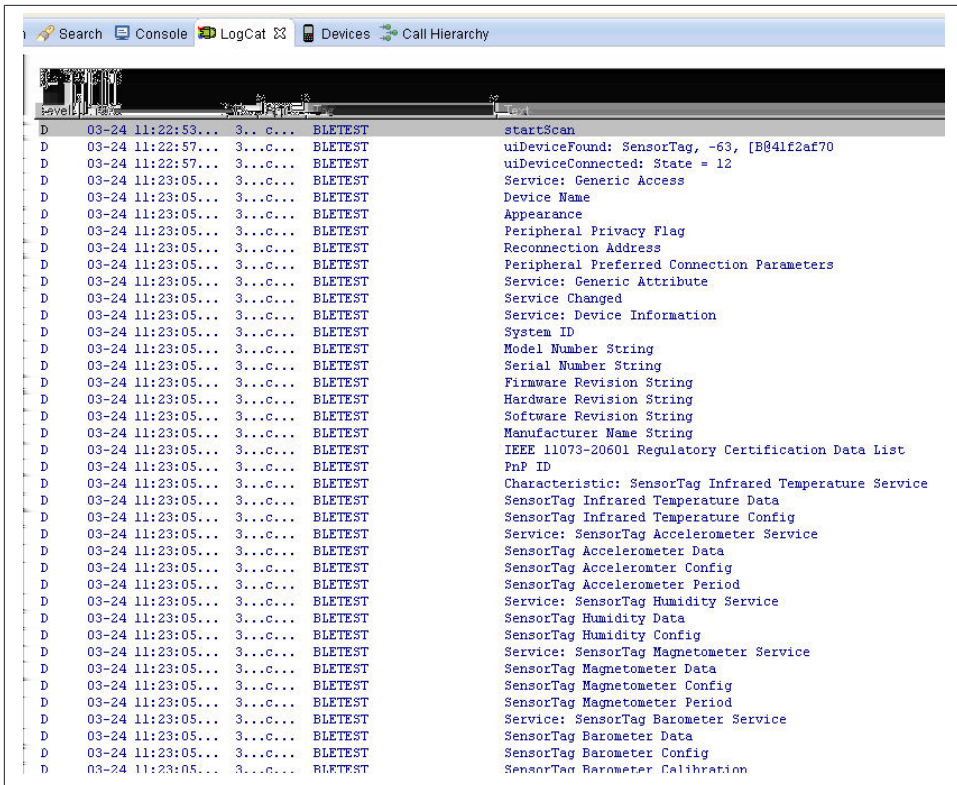 Search Console LogCat Devices Call Hierarchy
Level Tag Text
D 03-24 11:22:53... 3.. c... BLETEST startScan
D 03-24 11:22:57... 3...c... BLETEST uiDeviceFound: SensorTag, -63, [B@41f2af70
D 03-24 11:22:57... 3...c... BLETEST uiDeviceConnected: State = 12
D 03-24 11:23:05... 3...c... BLETEST Service: Generic Access
D 03-24 11:23:05... 3...c... BLETEST Device Name
D 03-24 11:23:05... 3...c... BLETEST Appearance
D 03-24 11:23:05... 3...c... BLETEST Peripheral Privacy Flag
D 03-24 11:23:05... 3...c... BLETEST Reconnection Address
D 03-24 11:23:05... 3...c... BLETEST Peripheral Preferred Connection Parameters
D 03-24 11:23:05... 3...c... BLETEST Service: Generic Attribute
D 03-24 11:23:05... 3...c... BLETEST Service Changed
D 03-24 11:23:05... 3...c... BLETEST Service: Device Information
D 03-24 11:23:05... 3...c... BLETEST System ID
D 03-24 11:23:05... 3...c... BLETEST Model Number String
D 03-24 11:23:05... 3...c... BLETEST Serial Number String
D 03-24 11:23:05... 3...c... BLETEST Firmware Revision String
D 03-24 11:23:05... 3...c... BLETEST Hardware Revision String
D 03-24 11:23:05... 3...c... BLETEST Software Revision String
D 03-24 11:23:05... 3...c... BLETEST Manufacturer Name String
D 03-24 11:23:05... 3...c... BLETEST IEEE 11073-20601 Regulatory Certification Data List
D 03-24 11:23:05... 3...c... BLETEST PnP ID
D 03-24 11:23:05... 3...c... BLETEST Characteristic: SensorTag Infrared Temperature Service
D 03-24 11:23:05... 3...c... BLETEST SensorTag Infrared Temperature Data
D 03-24 11:23:05... 3...c... BLETEST SensorTag Infrared Temperature Config
D 03-24 11:23:05... 3...c... BLETEST Service: SensorTag Accelerometer Service
D 03-24 11:23:05... 3...c... BLETEST SensorTag Accelerometer Data
D 03-24 11:23:05... 3...c... BLETEST SensorTag Acceleromter Config
D 03-24 11:23:05... 3...c... BLETEST SensorTag Accelerometer Period
D 03-24 11:23:05... 3...c... BLETEST Service: SensorTag Humidity Service
D 03-24 11:23:05... 3...c... BLETEST SensorTag Humidity Data
D 03-24 11:23:05... 3...c... BLETEST SensorTag Humidity Config
D 03-24 11:23:05... 3...c... BLETEST Service: SensorTag Magnetometer Service
D 03-24 11:23:05... 3...c... BLETEST SensorTag Magnetometer Data
D 03-24 11:23:05... 3...c... BLETEST SensorTag Magnetometer Config
D 03-24 11:23:05... 3...c... BLETEST SensorTag Magnetometer Period
D 03-24 11:23:05... 3...c... BLETEST Service: SensorTag Barometer Service
D 03-24 11:23:05... 3...c... BLETEST SensorTag Barometer Data
D 03-24 11:23:05... 3...c... BLETEST SensorTag Barometer Config
D 03-24 11:23:05... 3...c... BLETEST SensorTag Barometer Calibration